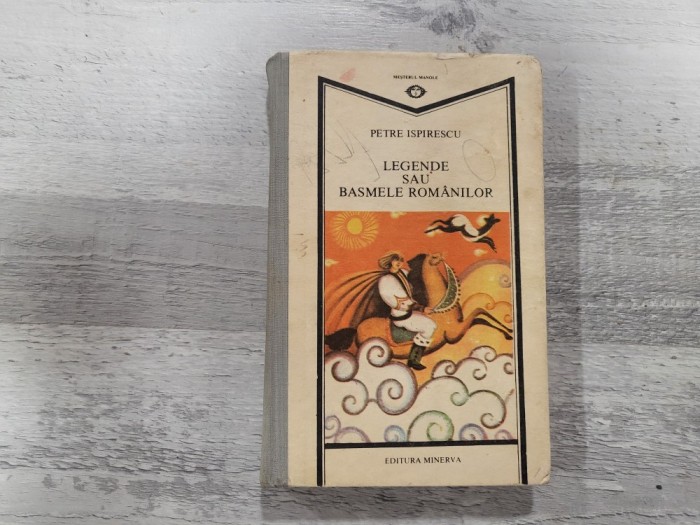 MEȘTERUL MANOLE
PETRE ISPIRESCU
LEGENDE
SAU
BASMELE ROMÂNILOR
EDITURA MINERVA